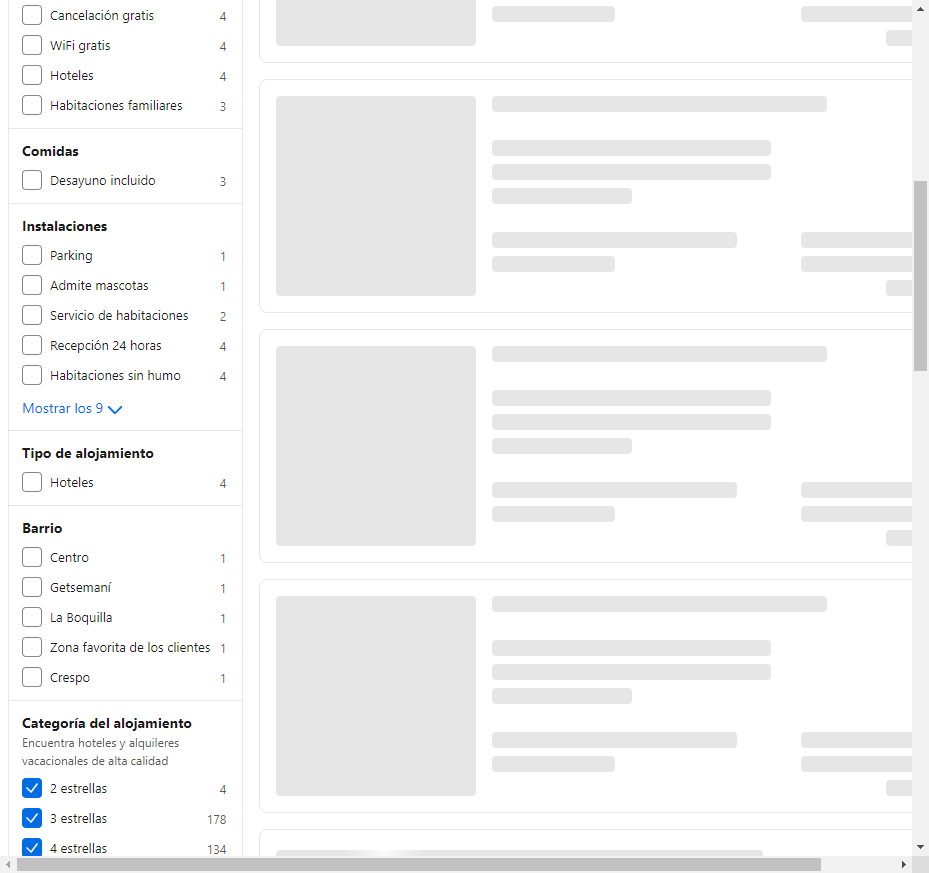 Cancelación gratis 4
WiFi gratis 4
Hoteles 4
Habitaciones familiares 3
Comidas
Desayuno incluido 3
Instalaciones
Parking 1
Admite mascotas 1
Servicio de habitaciones 2
Recepción 24 horas 4
Habitaciones sin humo 4
Mostrar los 9
Tipo de alojamiento
Hoteles 4
Barrio
Centro 1
Getsemaní 1
La Boquilla 1
Zona favorita de los clientes 1
Crespo 1
Categoría del alojamiento
Encuentra hoteles y alquileres
vacacionales de alta calidad
2 estrellas 4
3 estrellas 178
4 estrellas 134